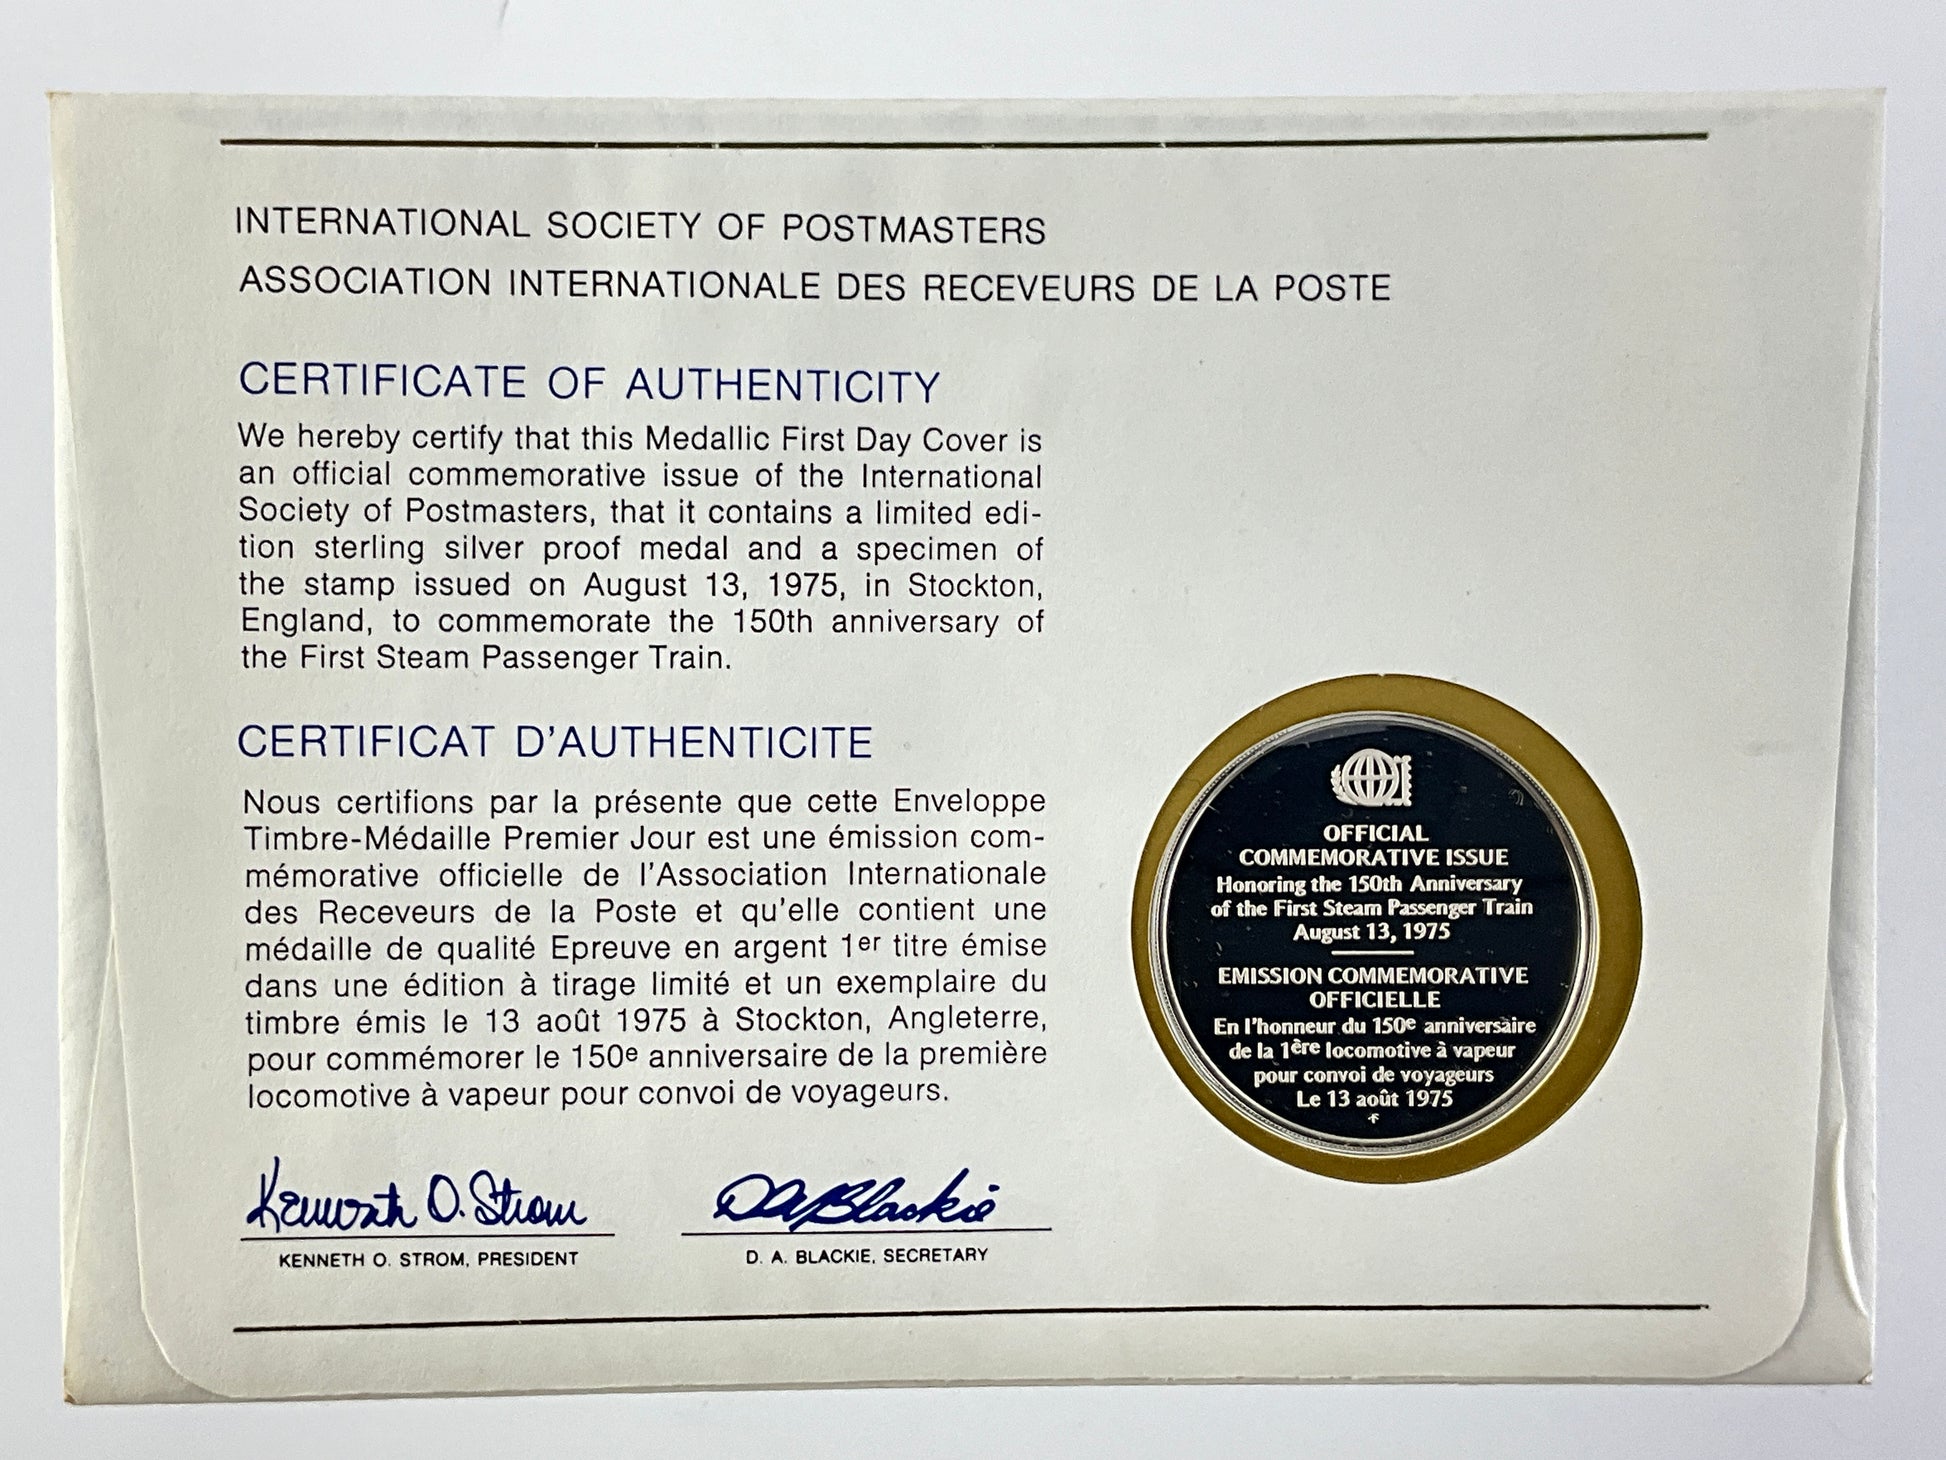 INTERNATIONAL SOCIETY OF POSTMASTERS
ASSOCIATION INTERNATIONALE DES RECEVEURS DE LA POSTE
CERTIFICATE OF AUTHENTICITY
We hereby certify that this Medallic First Day Cover is
an official commemorative issue of the International
Society of Postmasters, that it contains a limited edi-
tion sterling silver proof medal and a specimen of
the stamp issued on August 13, 1975, in Stockton,
England, to commemorate the 150th anniversary of
the First Steam Passenger Train.
CERTIFICAT D'AUTHENTICITE
Nous certifions par la présente que cette Enveloppe
Timbre-Médaille Premier Jour est une émission com-
mémorative officielle de l'Association Internationale
des Receveurs de la Poste et qu'elle contient une
médaille de qualité Epreuve en argent 1er titre émise
dans une édition à tirage limité et un exemplaire du
timbre émis le 13 août 1975 à Stockton, Angleterre,
pour commémorer le 150e anniversaire de la première
locomotive à vapeur pour convoi de voyageurs.
Kenneth O. Strom
KENNETH O. STROM, PRESIDENT
D A Blackie
D. A. BLACKIE, SECRETARY
OFFICIAL
COMMEMORATIVE ISSUE
Honoring the 150th Anniversary
of the First Steam Passenger Train
August 13, 1975
EMISSION COMMEMORATIVE
OFFICIELLE
En l'honneur du 150e anniversaire
de la 1ère locomotive à vapeur
pour convoi de voyageurs
Le 13 août 1975